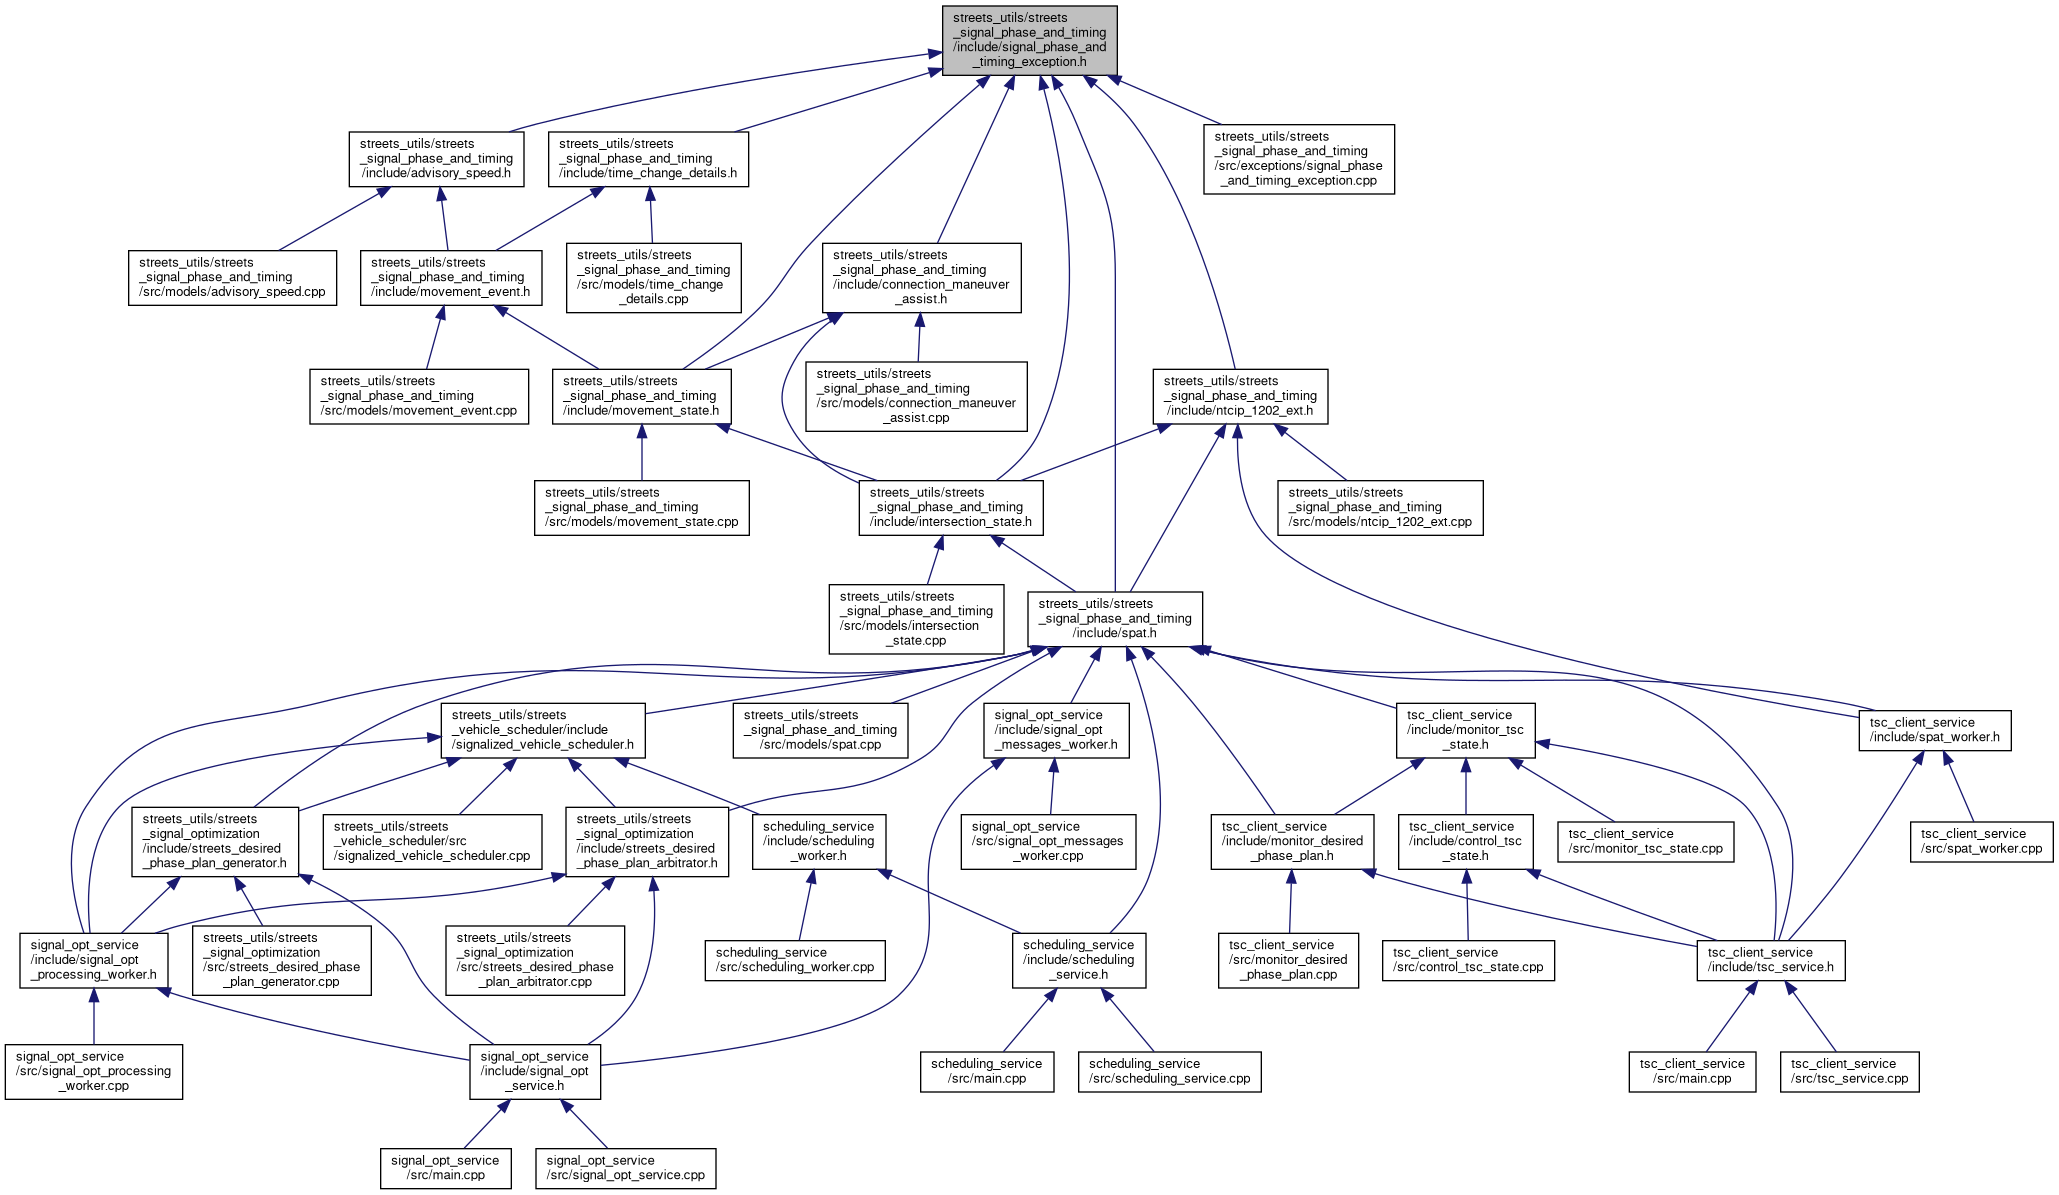 streets_utils/streets
_signal_phase_and_timing
/include/signal_phase_and
_timing_exception.h
streets_utils/streets
_signal_phase_and_timing
/include/advisory_speed.h
streets_utils/streets
_signal_phase_and_timing
/include/time_change_details.h
streets_utils/streets
_signal_phase_and_timing
/src/exceptions/signal_phase
_and_timing_exception.cpp
streets_utils/streets
_signal_phase_and_timing
/src/models/advisory_speed.cpp
streets_utils/streets
_signal_phase_and_timing
/include/movement_event.h
streets_utils/streets
_signal_phase_and_timing
/src/models/time_change
_details.cpp
streets_utils/streets
_signal_phase_and_timing
/include/connection_maneuver
_assist.h
streets_utils/streets
_signal_phase_and_timing
/src/models/movement_event.cpp
streets_utils/streets
_signal_phase_and_timing
/include/movement_state.h
streets_utils/streets
_signal_phase_and_timing
/src/models/connection_maneuver
_assist.cpp
streets_utils/streets
_signal_phase_and_timing
/include/ntcip_1202_ext.h
streets_utils/streets
_signal_phase_and_timing
/src/models/movement_state.cpp
streets_utils/streets
_signal_phase_and_timing
/include/intersection_state.h
streets_utils/streets
_signal_phase_and_timing
/src/models/ntcip_1202_ext.cpp
streets_utils/streets
_signal_phase_and_timing
/src/models/intersection
_state.cpp
streets_utils/streets
_signal_phase_and_timing
/include/spat.h
streets_utils/streets
_vehicle_scheduler/include
/signalized_vehicle_scheduler.h
streets_utils/streets
_signal_phase_and_timing
/src/models/spat.cpp
signal_opt_service
/include/signal_opt
_messages_worker.h
tsc_client_service
/include/monitor_tsc
_state.h
tsc_client_service
/include/spat_worker.h
streets_utils/streets
_signal_optimization
/include/streets_desired
_phase_plan_generator.h
streets_utils/streets
_vehicle_scheduler/src
/signalized_vehicle_scheduler.cpp
streets_utils/streets
_signal_optimization
/include/streets_desired
_phase_plan_arbitrator.h
scheduling_service
/include/scheduling
_worker.h
signal_opt_service
/src/signal_opt_messages
_worker.cpp
tsc_client_service
/include/monitor_desired
_phase_plan.h
tsc_client_service
/include/control_tsc
_state.h
tsc_client_service
/src/monitor_tsc_state.cpp
tsc_client_service
/src/spat_worker.cpp
signal_opt_service
/include/signal_opt
_processing_worker.h
streets_utils/streets
_signal_optimization
/src/streets_desired_phase
_plan_generator.cpp
streets_utils/streets
_signal_optimization
/src/streets_desired_phase
_plan_arbitrator.cpp
scheduling_service
/src/scheduling_worker.cpp
scheduling_service
/include/scheduling
_service.h
tsc_client_service
/src/monitor_desired
_phase_plan.cpp
tsc_client_service
/src/control_tsc_state.cpp
tsc_client_service
/include/tsc_service.h
signal_opt_service
/src/signal_opt_processing
_worker.cpp
signal_opt_service
/include/signal_opt
_service.h
scheduling_service
/src/main.cpp
scheduling_service
/src/scheduling_service.cpp
tsc_client_service
/src/main.cpp
tsc_client_service
/src/tsc_service.cpp
signal_opt_service
/src/main.cpp
signal_opt_service
/src/signal_opt_service.cpp